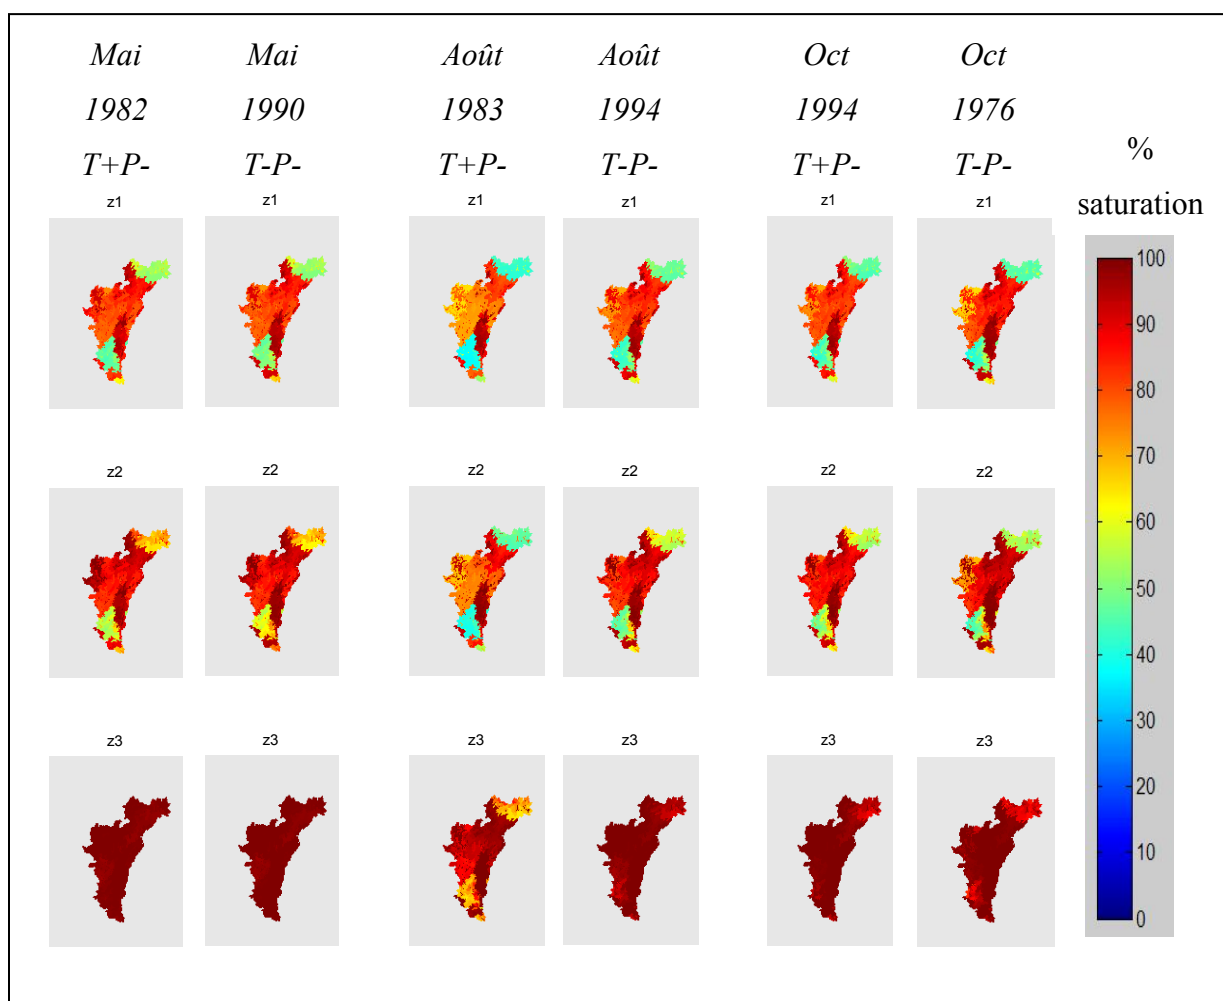 Mai Mai Août Août Oct Oct
1982 1990 1983 1994 1994 1976
T+P- T-P- T+P- T-P- T+P- T-P-
%
saturation
z1 z1 z1 z1 z1 z1
100
90
80
70
60
50
40
30
20
10
0
z2 z2 z2 z2 z2 z2
z3 z3 z3 z3 z3 z3